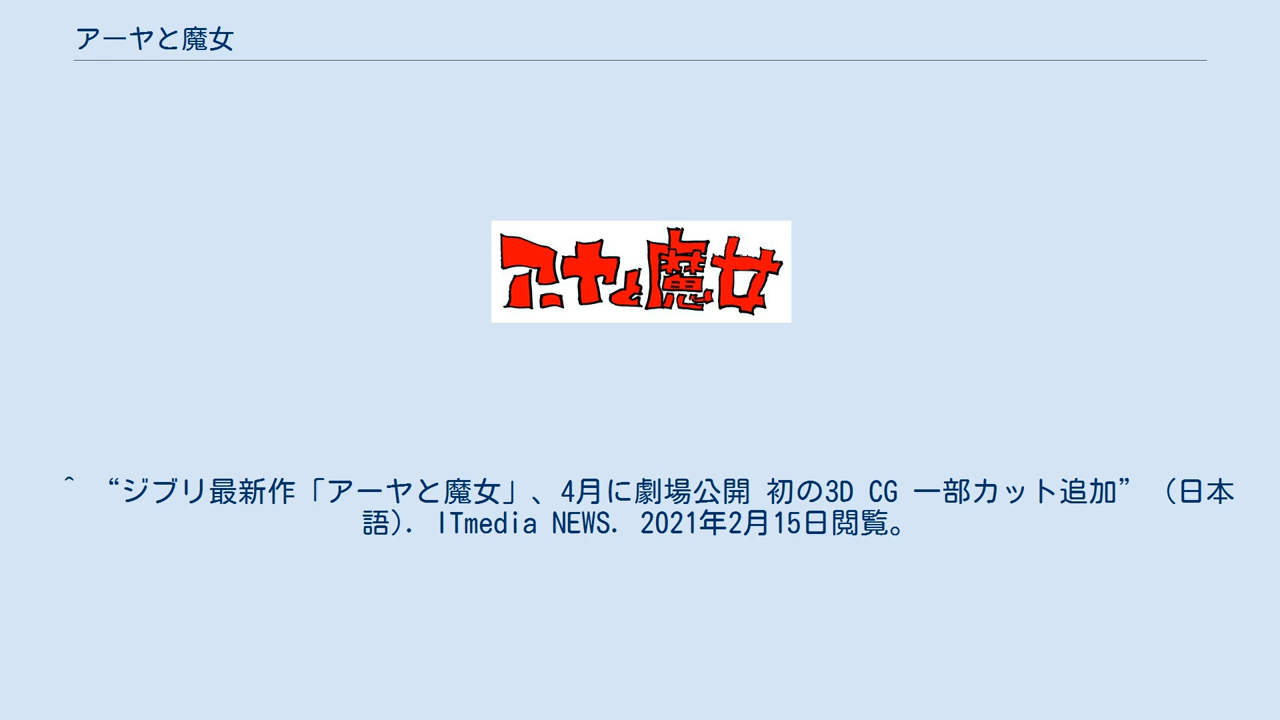 アーヤと魔女
アーヤと魔女
^ “ジブリ最新作「アーヤと魔女」、4月に劇場公開 初の3D CG 一部カット追加” (日本
語). ITmedia NEWS. 2021年2月15日閲覧。